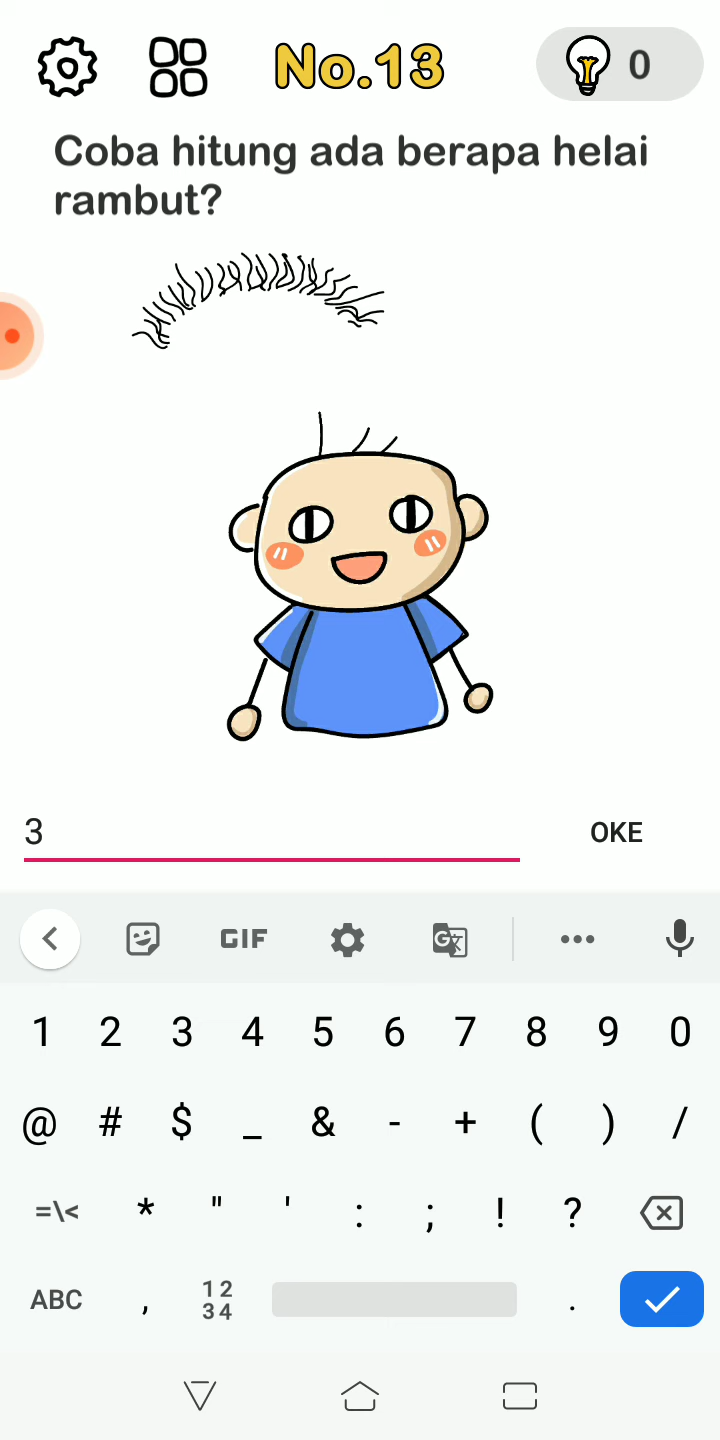 No.13
0
Coba hitung ada berapa helai
rambut?
3
OKE
GIF
1 2 3 4 5 6 7 8 9 0
@ # $ _ & - + ( ) /
=\< * " ' : ; ! ?
ABC , 12 34 .